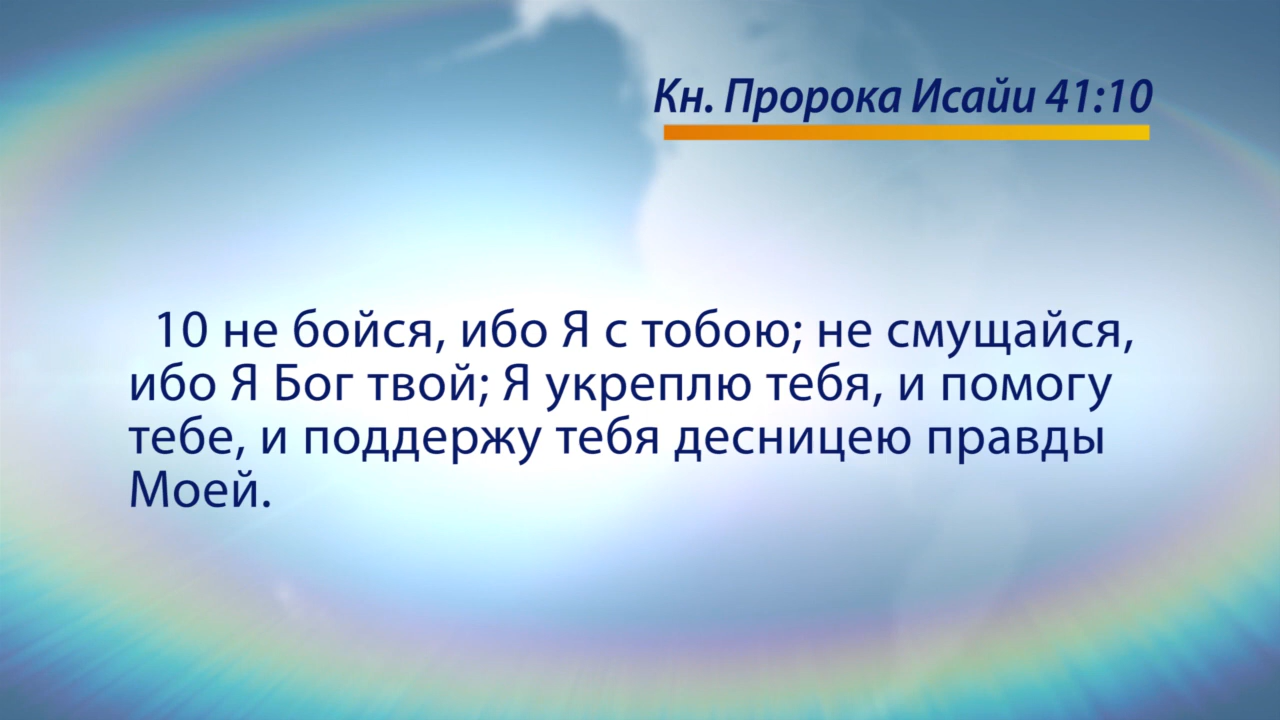 Кн. Пророка Исайи 41:10
10 не бойся, ибо Я с тобою; не смущайся,
ибо Я Бог твой; Я укреплю тебя, и помогу
тебе, и поддержу тебя десницею правды
Моей.